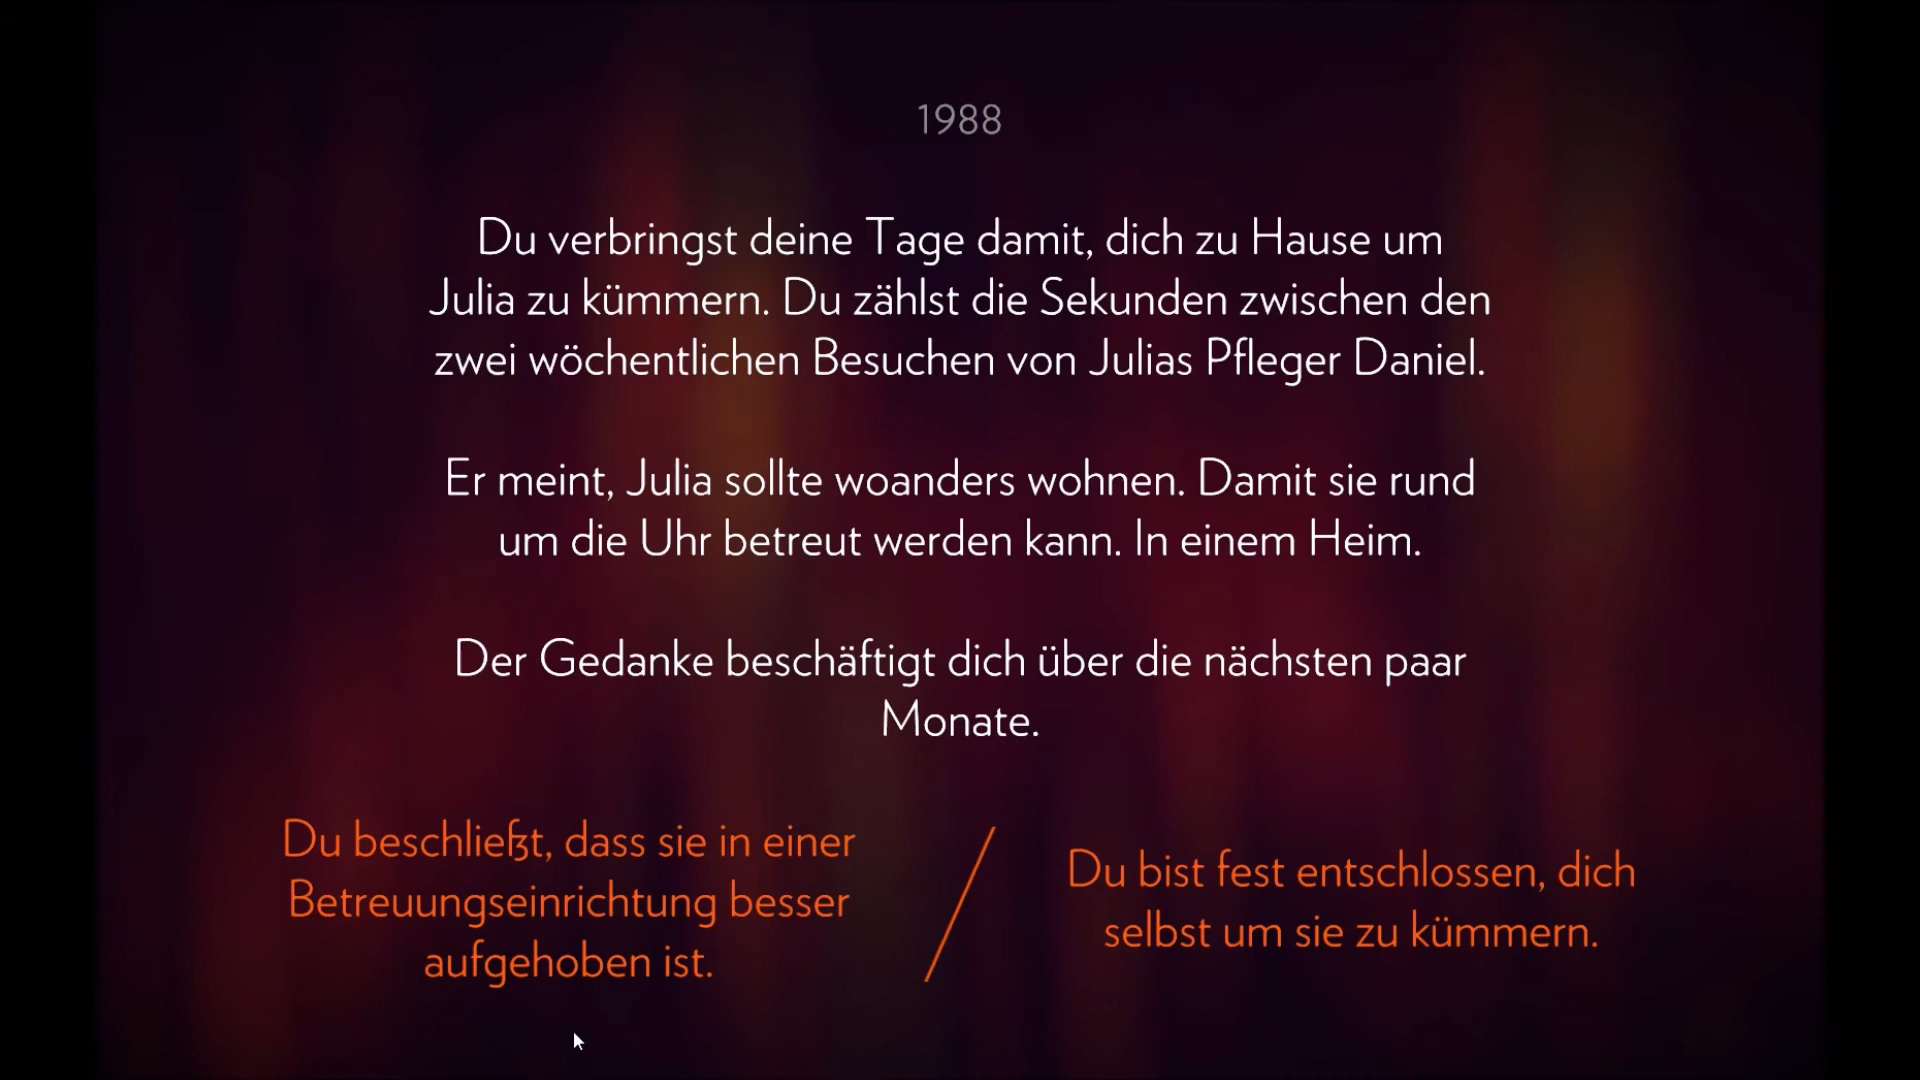 1988
Du verbringst deine Tage damit, dich zu Hause um
Julia zu kümmern. Du zählst die Sekunden zwischen den
zwei wöchentlichen Besuchen von Julias Pfleger Daniel.
Er meint, Julia sollte woanders wohnen. Damit sie rund
um die Uhr betreut werden kann. In einem Heim.
Der Gedanke beschäftigt dich über die nächsten paar
Monate.
Du beschließt, dass sie in einer
Betreuungseinrichtung besser
aufgehoben ist.
/
Du bist fest entschlossen, dich
selbst um sie zu kümmern.